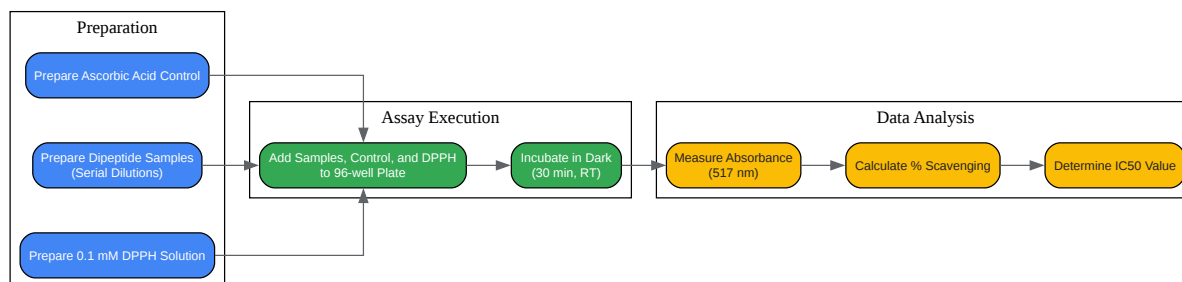 Preparation
Prepare Ascorbic Acid Control
Prepare Dipeptide Samples
(Serial Dilutions)
Prepare 0.1 mM DPPH Solution
Assay Execution
Add Samples, Control, and DPPH
to 96-well Plate
Incubate in Dark
(30 min, RT)
Data Analysis
Measure Absorbance
(517 nm)
Calculate % Scavenging
Determine IC50 Value